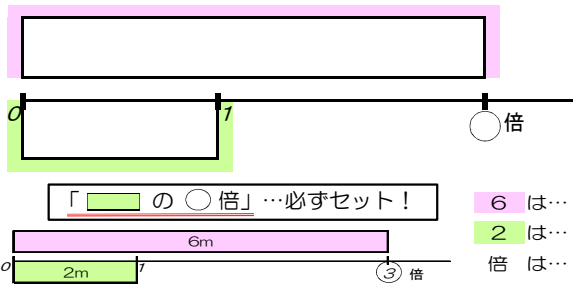 0 1 倍
「 の 倍」…必ずセット!
6 は…
6m
2 は…
0 2m 1 3 倍
倍 は…